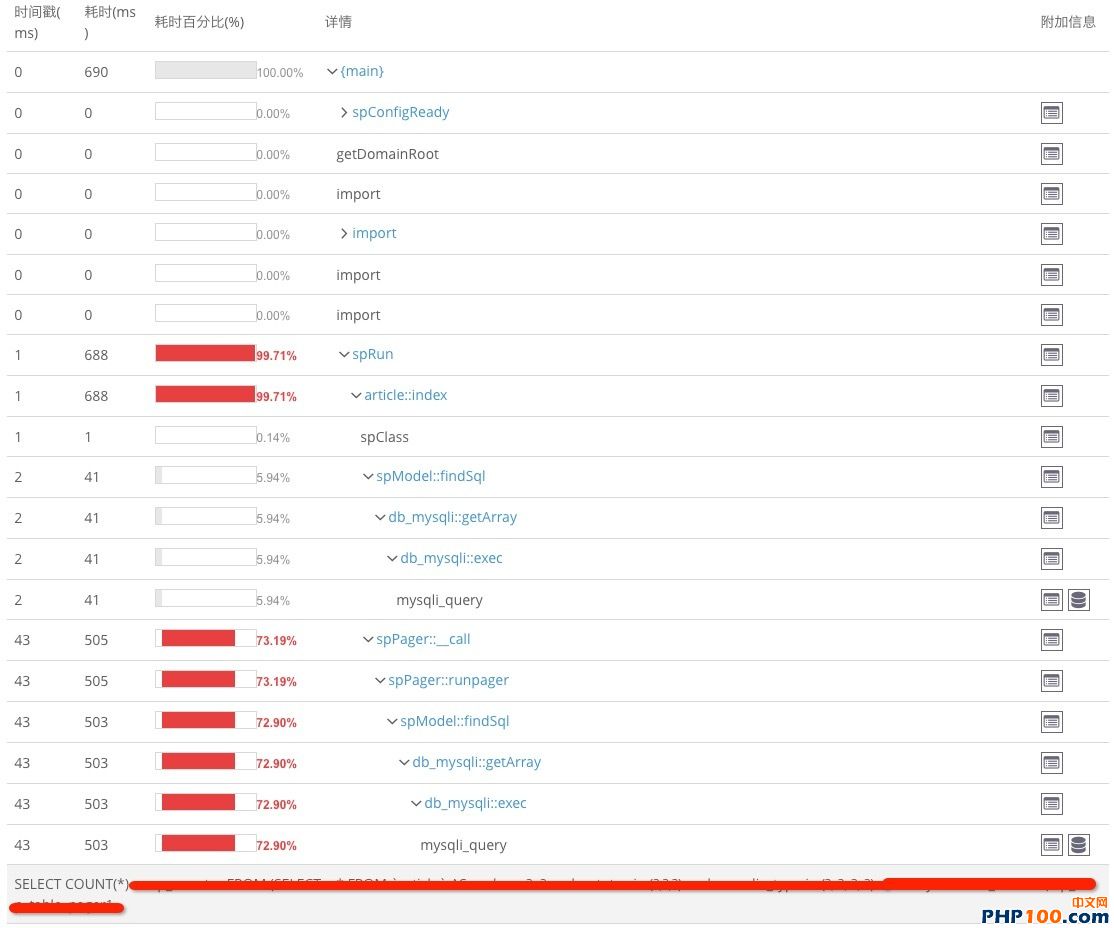 时间戳(ms) 耗时(ms) 耗时百分比(%) 详情 附加信息
0 690 100.00% {main}
0 0 0.00% spConfigReady
0 0 0.00% getDomainRoot
0 0 0.00% import
0 0 0.00% import
0 0 0.00% import
0 0 0.00% import
1 688 99.71% spRun
1 688 99.71% article::index
1 1 0.14% spClass
2 41 5.94% spModel::findSql
2 41 5.94% db_mysqli::getArray
2 41 5.94% db_mysqli::exec
2 41 5.94% mysqli_query
43 505 73.19% spPager::__call
43 505 73.19% spPager::runpager
43 503 72.90% spModel::findSql
43 503 72.90% db_mysqli::getArray
43 503 72.90% db_mysqli::exec
43 503 72.90% mysqli_query
SELECT COUNT(*)
中文网
PHP100.com